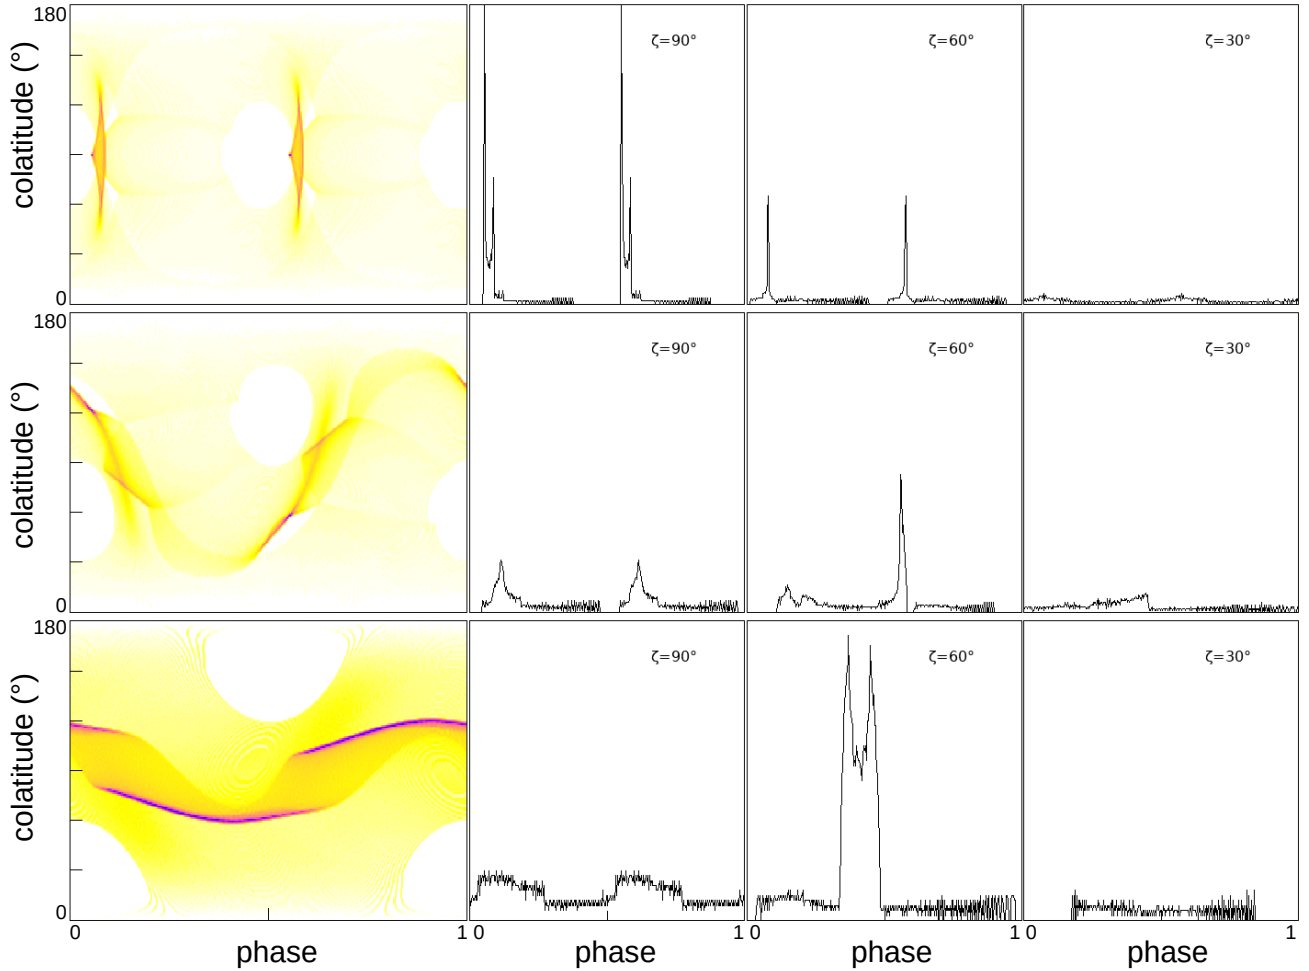 180
colatitude (°)
0
ζ=90°
ζ=60°
ζ=30°
180
colatitude (°)
0
ζ=90°
ζ=60°
ζ=30°
180
colatitude (°)
0
ζ=90°
ζ=60°
ζ=30°
0 1 0 1 0 1 0 1
phase phase phase phase